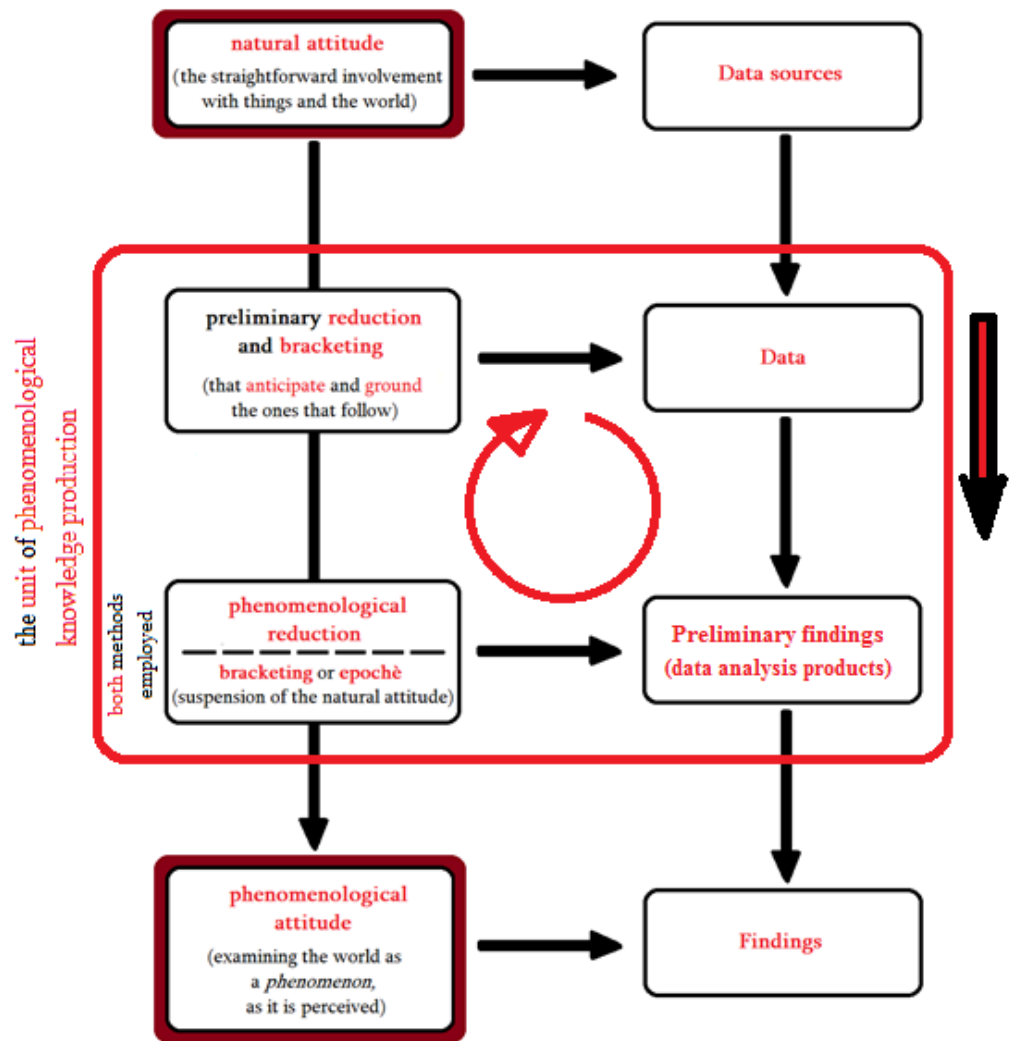 natural attitude
(the straightforward involvement
with things and the world)
Data sources
preliminary reduction
and bracketing
(that anticipate and ground
the ones that follow)
Data
the unit of phenomenological
knowledge production
both methods
employed
phenomenological
reduction
bracketing or epochè
(suspension of the natural attitude)
Preliminary findings
(data analysis products)
phenomenological
attitude
(examining the world as
a phenomenon,
as it is perceived)
Findings